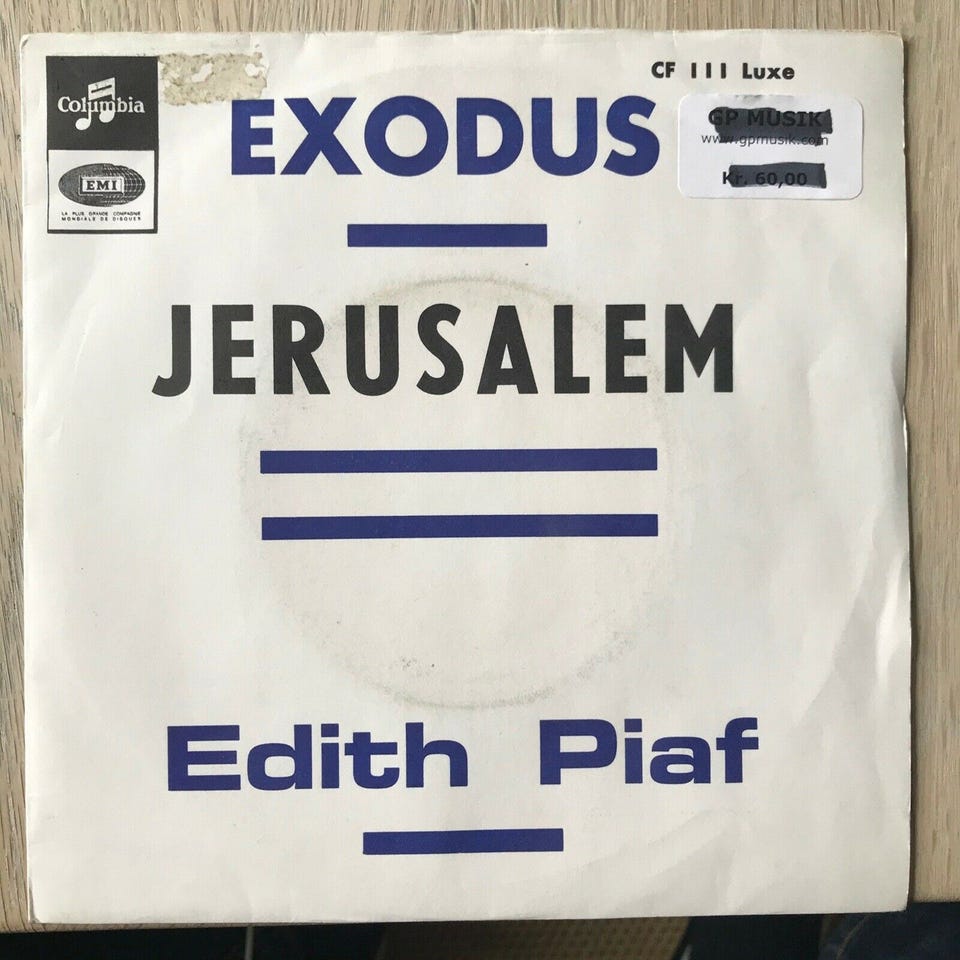 CF III Luxe
Columbia
EXODUS
GP MUSIK
www.gpmusik.com
Kr. 60,00
EMI
LA PLUS GRANDE COMPAGNIE
MONDIALE DE DISQUES
JERUSALEM
Edith Piaf